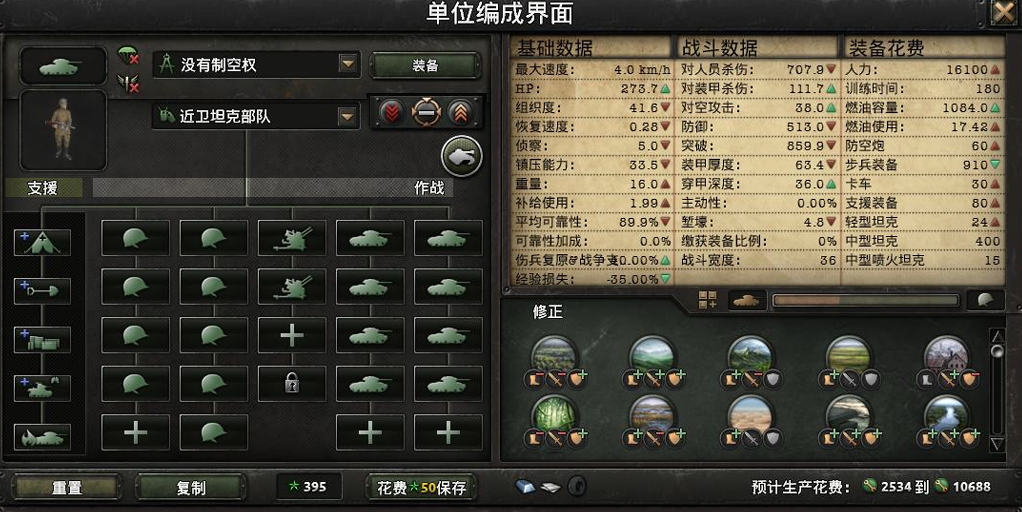 单位编成界面
没有制空权
装备
近卫坦克部队
支援
作战
基础数据
最大速度: 4.0 km/h
HP: 273.7
组织度: 41.6
恢复速度: 0.28
侦察: 5.0
镇压能力: 33.5
重量: 16.0
补给使用: 1.99
平均可靠性: 89.9%
可靠性加成: 0.0%
经验损失: -35.00%
战斗数据
对人员杀伤: 707.9
对装甲杀伤: 111.7
对空攻击: 38.0
防御: 513.0
突破: 859.9
装甲厚度: 63.4
穿甲深度: 36.0
主动性: 0.00%
堑壕: 4.8
缴获装备比例: 0%
战斗宽度: 36
装备花费
人力: 16100
训练时间: 180
燃油容量: 1084.0
燃油使用: 17.42
防空炮 60
步兵装备 910
卡车 30
支援装备 80
轻型坦克 24
中型坦克 400
中型喷火坦克 15
修正
重置
复制
395
花费 50保存
预计生产花费: 2534 到 10688